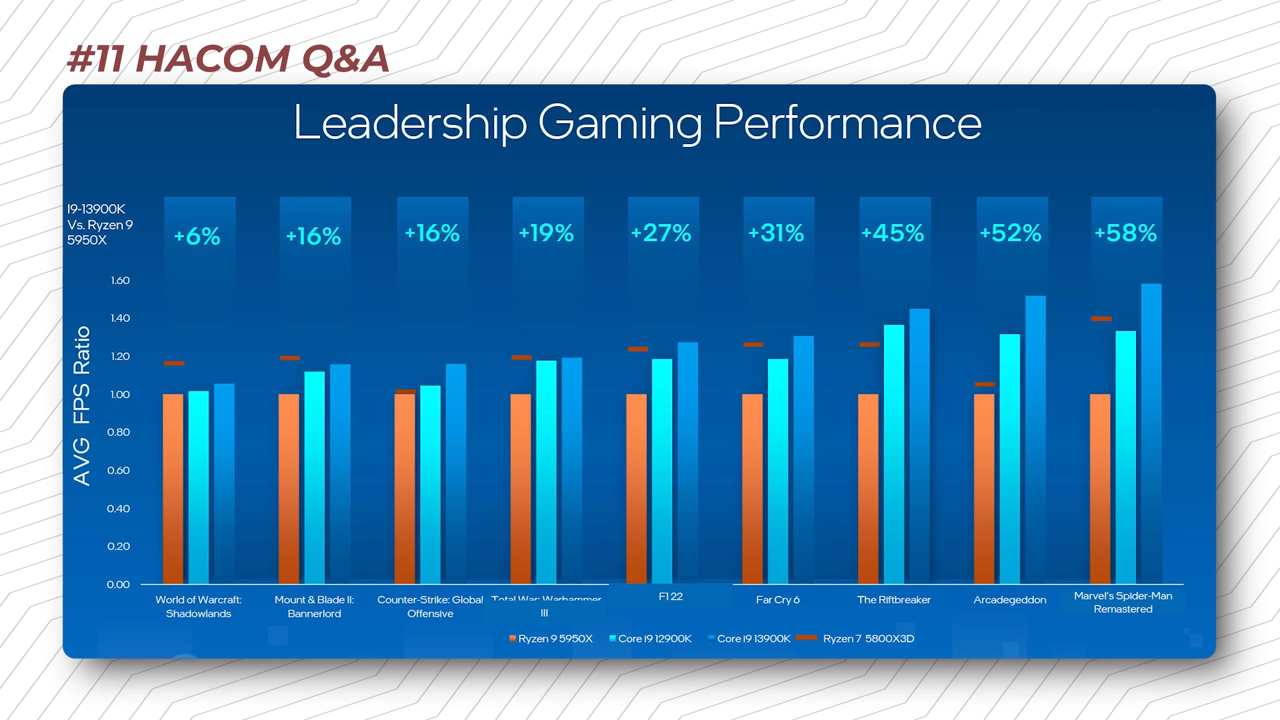 #11 HACOM Q&A
Leadership Gaming Performance
I9-13900K
Vs. Ryzen 9
5950X
+6%
+16%
+16%
+19%
+27%
+31%
+45%
+52%
+58%
AVG FPS Ratio
1.60
1.40
1.20
1.00
0.80
0.60
0.40
0.20
0.00
World of Warcraft:
Shadowlands
Mount & Blade II:
Bannerlord
Counter-Strike: Global
Offensive
Total War: Warhammer
III
F1 22
Far Cry 6
The Riftbreaker
Arcadegeddon
Marvel's Spider-Man
Remastered
Ryzen 9 5950X
Core i9 12900K
Core i9 13900K
Ryzen 7 5800X3D